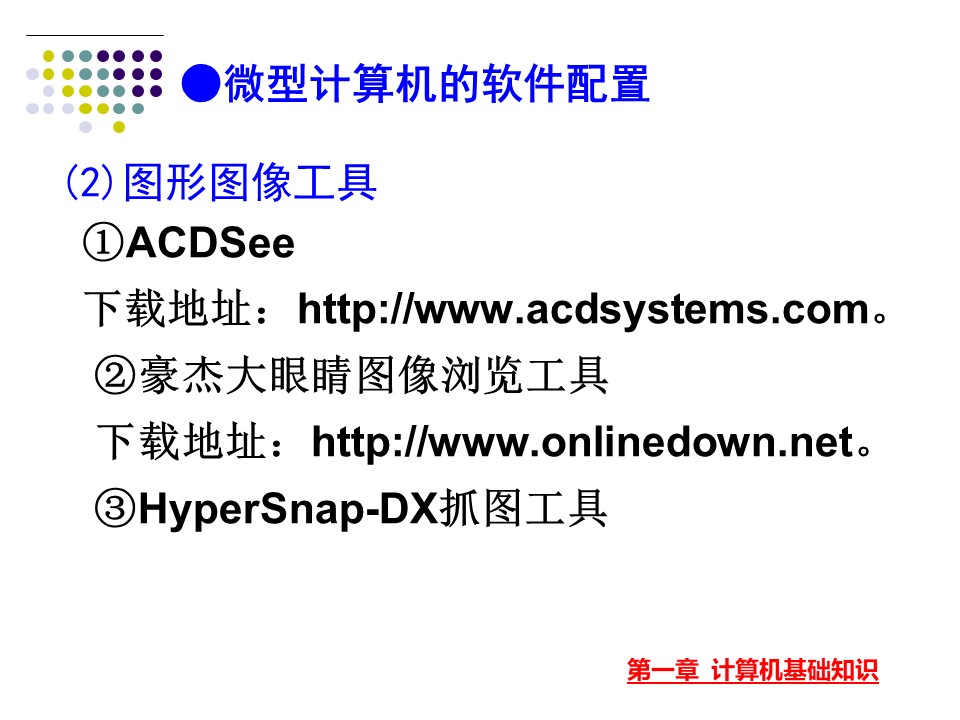 ●微型计算机的软件配置
(2)图形图像工具
①ACDSee
下载地址：http://www.acdsystems.com。
②豪杰大眼睛图像浏览工具
下载地址：http://www.onlinedown.net。
③HyperSnap-DX抓图工具
第一章 计算机基础知识